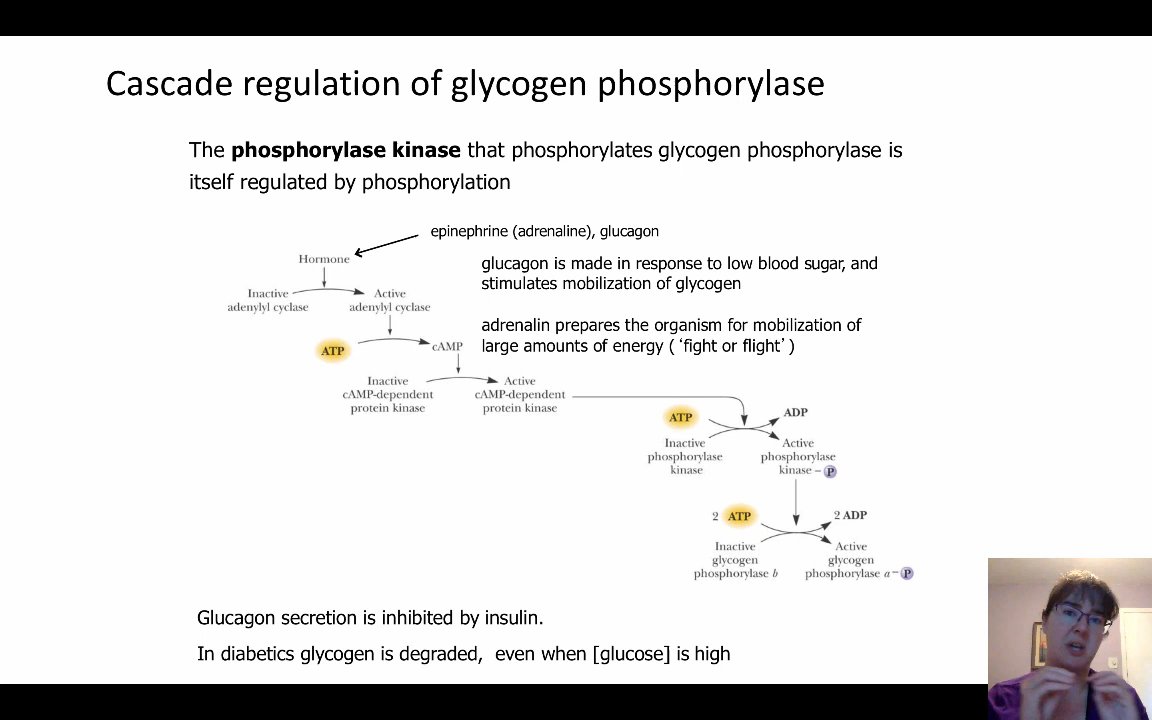 Cascade regulation of glycogen phosphorylase
The phosphorylase kinase that phosphorylates glycogen phosphorylase is
itself regulated by phosphorylation
epinephrine (adrenaline), glucagon
Hormone
glucagon is made in response to low blood sugar, and
stimulates mobilization of glycogen
Inactive
adenylyl cyclase
Active
adenylyl cyclase
adrenalin prepares the organism for mobilization of
large amounts of energy ( ‘fight or flight’ )
ATP
cAMP
Inactive
cAMP-dependent
protein kinase
Active
cAMP-dependent
protein kinase
ATP
ADP
Inactive
phosphorylase
kinase
Active
phosphorylase
kinase – P
2 ATP
2 ADP
Inactive
glycogen
phosphorylase b
Active
glycogen
phosphorylase a – P
Glucagon secretion is inhibited by insulin.
In diabetics glycogen is degraded, even when [glucose] is high